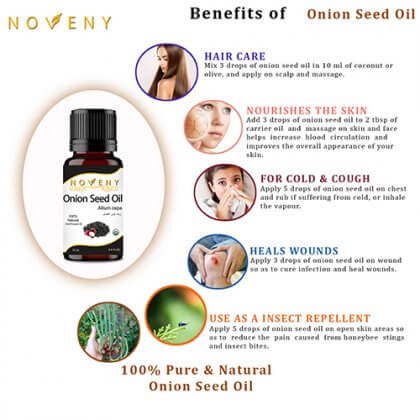 NOVENY
Benefits of Onion Seed Oil
HAIR CARE
Mix 3 drops of onion seed oil in 10 ml of coconut or
olive, and apply on scalp and massage.
NOURISHES THE SKIN
Add 3 drops of onion seed oil to 2 tbsp of
carrier oil and massage on skin and face
helps increase blood circulation and
improves the overall appearance of your
skin.
NOVENY
Onion Seed Oil
Allium cepa
100%
Natural
FOR COLD & COUGH
Apply 5 drops of onion seed oil on chest
and rub if suffering from cold, or inhale
the vapour.
HEALS WOUNDS
Apply 3 drops of onion seed oil on wound
so as to cure infection and heal wounds.
USE AS A INSECT REPELLENT
Apply 5 drops of onion seed oil on open skin areas so
as to reduce the pain caused from honeybee stings
and insect bites.
100% Pure & Natural
Onion Seed Oil